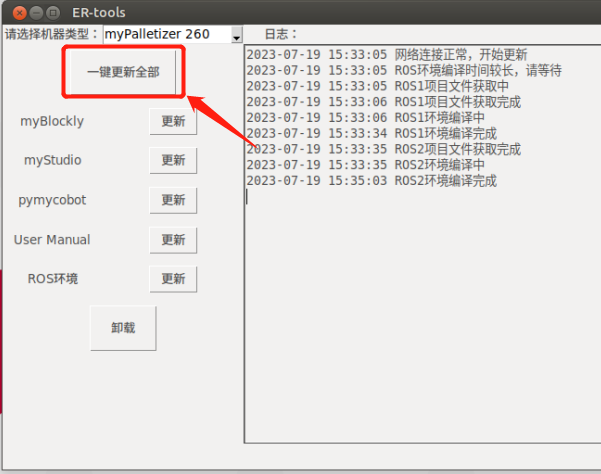 ER-tools
请选择机器类型： myPalletizer 260
一键更新全部
myBlockly 更新
myStudio 更新
pymycobot 更新
User Manual 更新
ROS环境 更新
卸载
日志：
2023-07-19 15:33:05 网络连接正常，开始更新
2023-07-19 15:33:05 ROS环境编译时间较长，请等待
2023-07-19 15:33:05 ROS1项目文件获取中
2023-07-19 15:33:06 ROS1项目文件获取完成
2023-07-19 15:33:06 ROS1环境编译中
2023-07-19 15:33:34 ROS1环境编译完成
2023-07-19 15:33:35 ROS2项目文件获取完成
2023-07-19 15:33:35 ROS2环境编译中
2023-07-19 15:35:03 ROS2环境编译完成